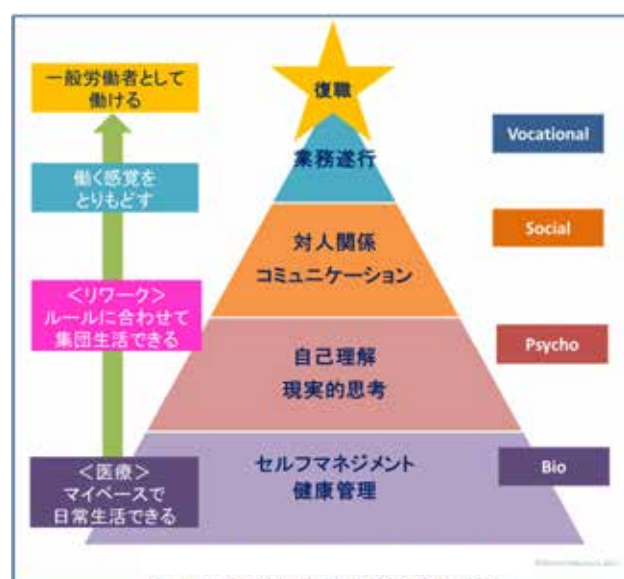 一般労働者として
働ける
働く感覚を
とりもどす
<リワーク>
ルールに合わせて
集団生活できる
<医療>
マイペースで
日常生活できる
復職
業務遂行
対人関係
コミュニケーション
自己理解
現実的思考
セルフマネジメント
健康管理
Vocational
Social
Psycho
Bio